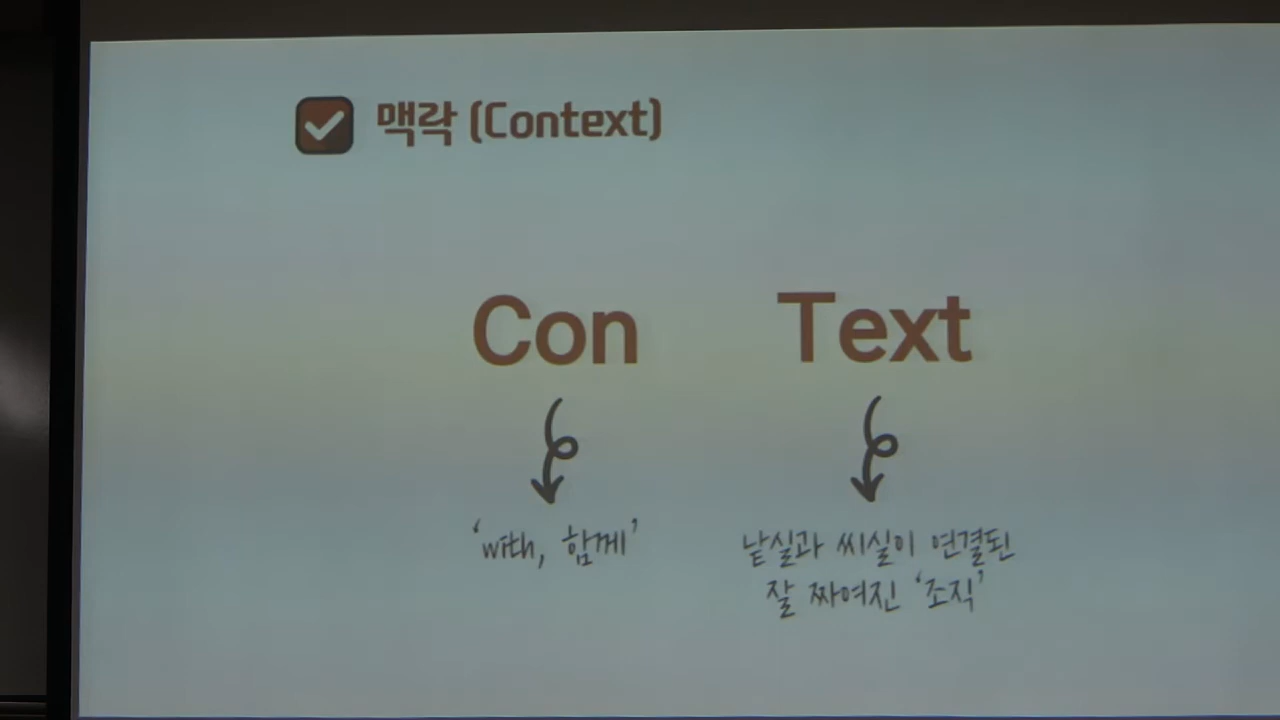 맥락 (Context)
Con Text
'with, 함께'
낱실과 씨실이 연결된
잘 짜여진 '조직'